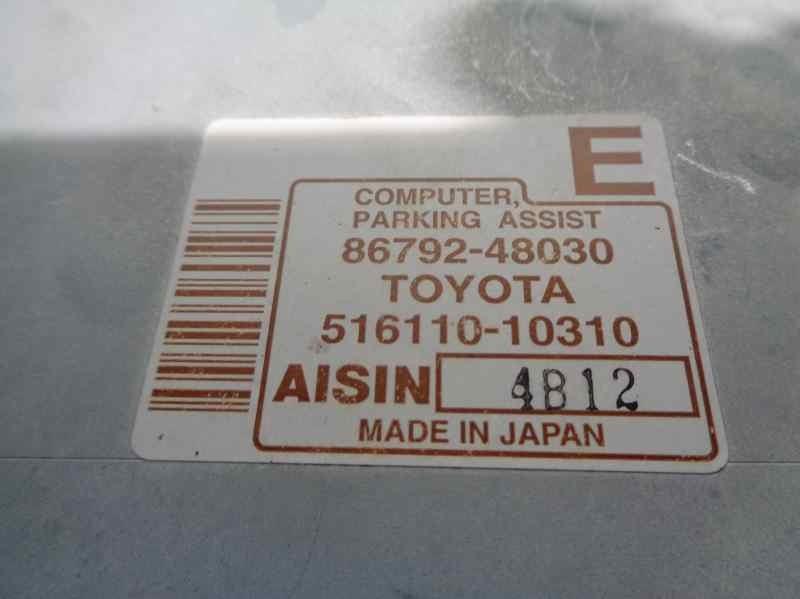 E
COMPUTER,
PARKING ASSIST
86792-48030
TOYOTA
516110-10310
AISIN 4B12
MADE IN JAPAN